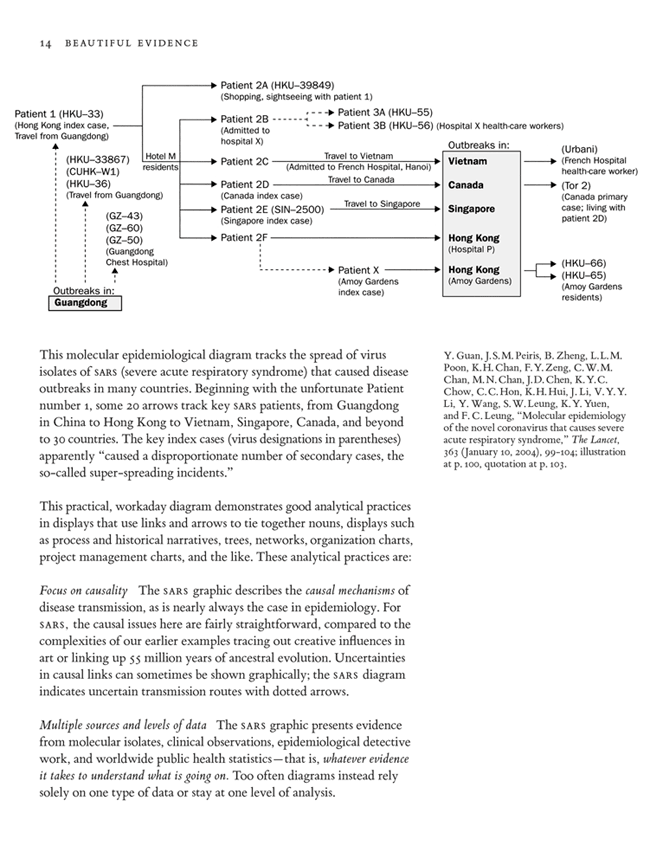 14 BEAUTIFUL EVIDENCE
Patient 1 (HKU–33)
(Hong Kong index case,
Travel from Guangdong)
(HKU–33867)
(CUHK–W1)
(HKU–36)
(Travel from Guangdong)
(GZ–43)
(GZ–60)
(GZ–50)
(Guangdong
Chest Hospital)
Outbreaks in:
Guangdong
Hotel M
residents
Patient 2A (HKU–39849)
(Shopping, sightseeing with patient 1)
Patient 2B
(Admitted to
hospital X)
Patient 3A (HKU–55)
Patient 3B (HKU–56) (Hospital X health-care workers)
Patient 2C
Travel to Vietnam
(Admitted to French Hospital, Hanoi)
Patient 2D
(Canada index case)
Travel to Canada
Patient 2E (SIN–2500)
(Singapore index case)
Travel to Singapore
Patient 2F
Patient X
(Amoy Gardens
index case)
Outbreaks in:
Vietnam
Canada
Singapore
Hong Kong
(Hospital P)
Hong Kong
(Amoy Gardens)
(Urbani)
(French Hospital
health-care worker)
(Tor 2)
(Canada primary
case; living with
patient 2D)
(HKU–66)
(HKU–65)
(Amoy Gardens
residents)
This molecular epidemiological diagram tracks the spread of virus
isolates of SARS (severe acute respiratory syndrome) that caused disease
outbreaks in many countries. Beginning with the unfortunate Patient
number 1, some 20 arrows track key SARS patients, from Guangdong
in China to Hong Kong to Vietnam, Singapore, Canada, and beyond
to 30 countries. The key index cases (virus designations in parentheses)
apparently “caused a disproportionate number of secondary cases, the
so-called super-spreading incidents.”
Y. Guan, J.S.M. Peiris, B. Zheng, L.L.M.
Poon, K.H. Chan, F.Y. Zeng, C.W.M.
Chan, M.N. Chan, J.D. Chen, K.Y.C.
Chow, C.C. Hon, K.H. Hui, J. Li, V.Y.Y.
Li, Y. Wang, S.W. Leung, K.Y. Yuen,
and F.C. Leung, “Molecular epidemiology
of the novel coronavirus that causes severe
acute respiratory syndrome,” The Lancet,
363 (January 10, 2004), 99–104; illustration
at p. 100, quotation at p. 103.
This practical, workaday diagram demonstrates good analytical practices
in displays that use links and arrows to tie together nouns, displays such
as process and historical narratives, trees, networks, organization charts,
project management charts, and the like. These analytical practices are:
Focus on causality The SARS graphic describes the causal mechanisms of
disease transmission, as is nearly always the case in epidemiology. For
SARS, the causal issues here are fairly straightforward, compared to the
complexities of our earlier examples tracing out creative influences in
art or linking up 55 million years of ancestral evolution. Uncertainties
in causal links can sometimes be shown graphically; the SARS diagram
indicates uncertain transmission routes with dotted arrows.
Multiple sources and levels of data The SARS graphic presents evidence
from molecular isolates, clinical observations, epidemiological detective
work, and worldwide public health statistics—that is, whatever evidence
it takes to understand what is going on. Too often diagrams instead rely
solely on one type of data or stay at one level of analysis.